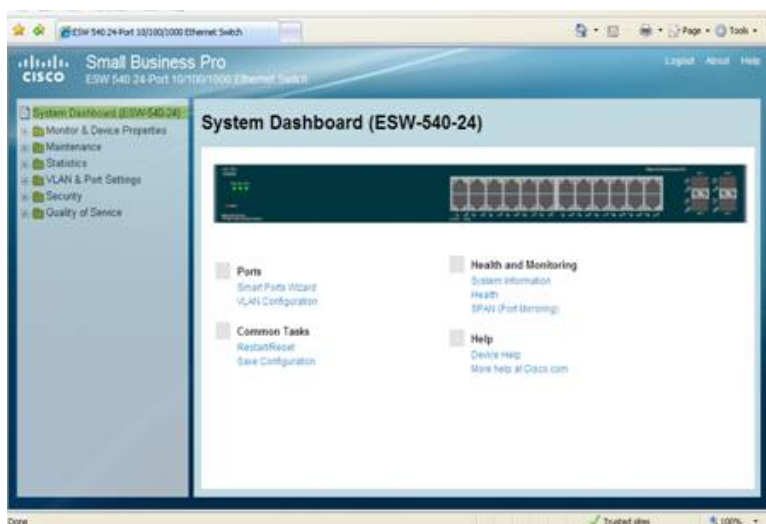 ESW 540 24-Port 10/100/1000 Ethernet Switch
Page
Tools
CISCO
Small Business Pro
ESW 540 24-Port 10/100/1000 Ethernet Switch
Logout About Help
System Dashboard (ESW-540-24)
Monitor & Device Properties
Maintenance
Statistics
VLAN & Port Settings
Security
Quality of Service
System Dashboard (ESW-540-24)
Ports
Smart Ports Wizard
VLAN Configuration
Common Tasks
Restart/Reset
Save Configuration
Health and Monitoring
System Information
Health
SPAN (Port Mirroring)
Help
Device Help
More help at Cisco.com
Done
Trusted sites
100%